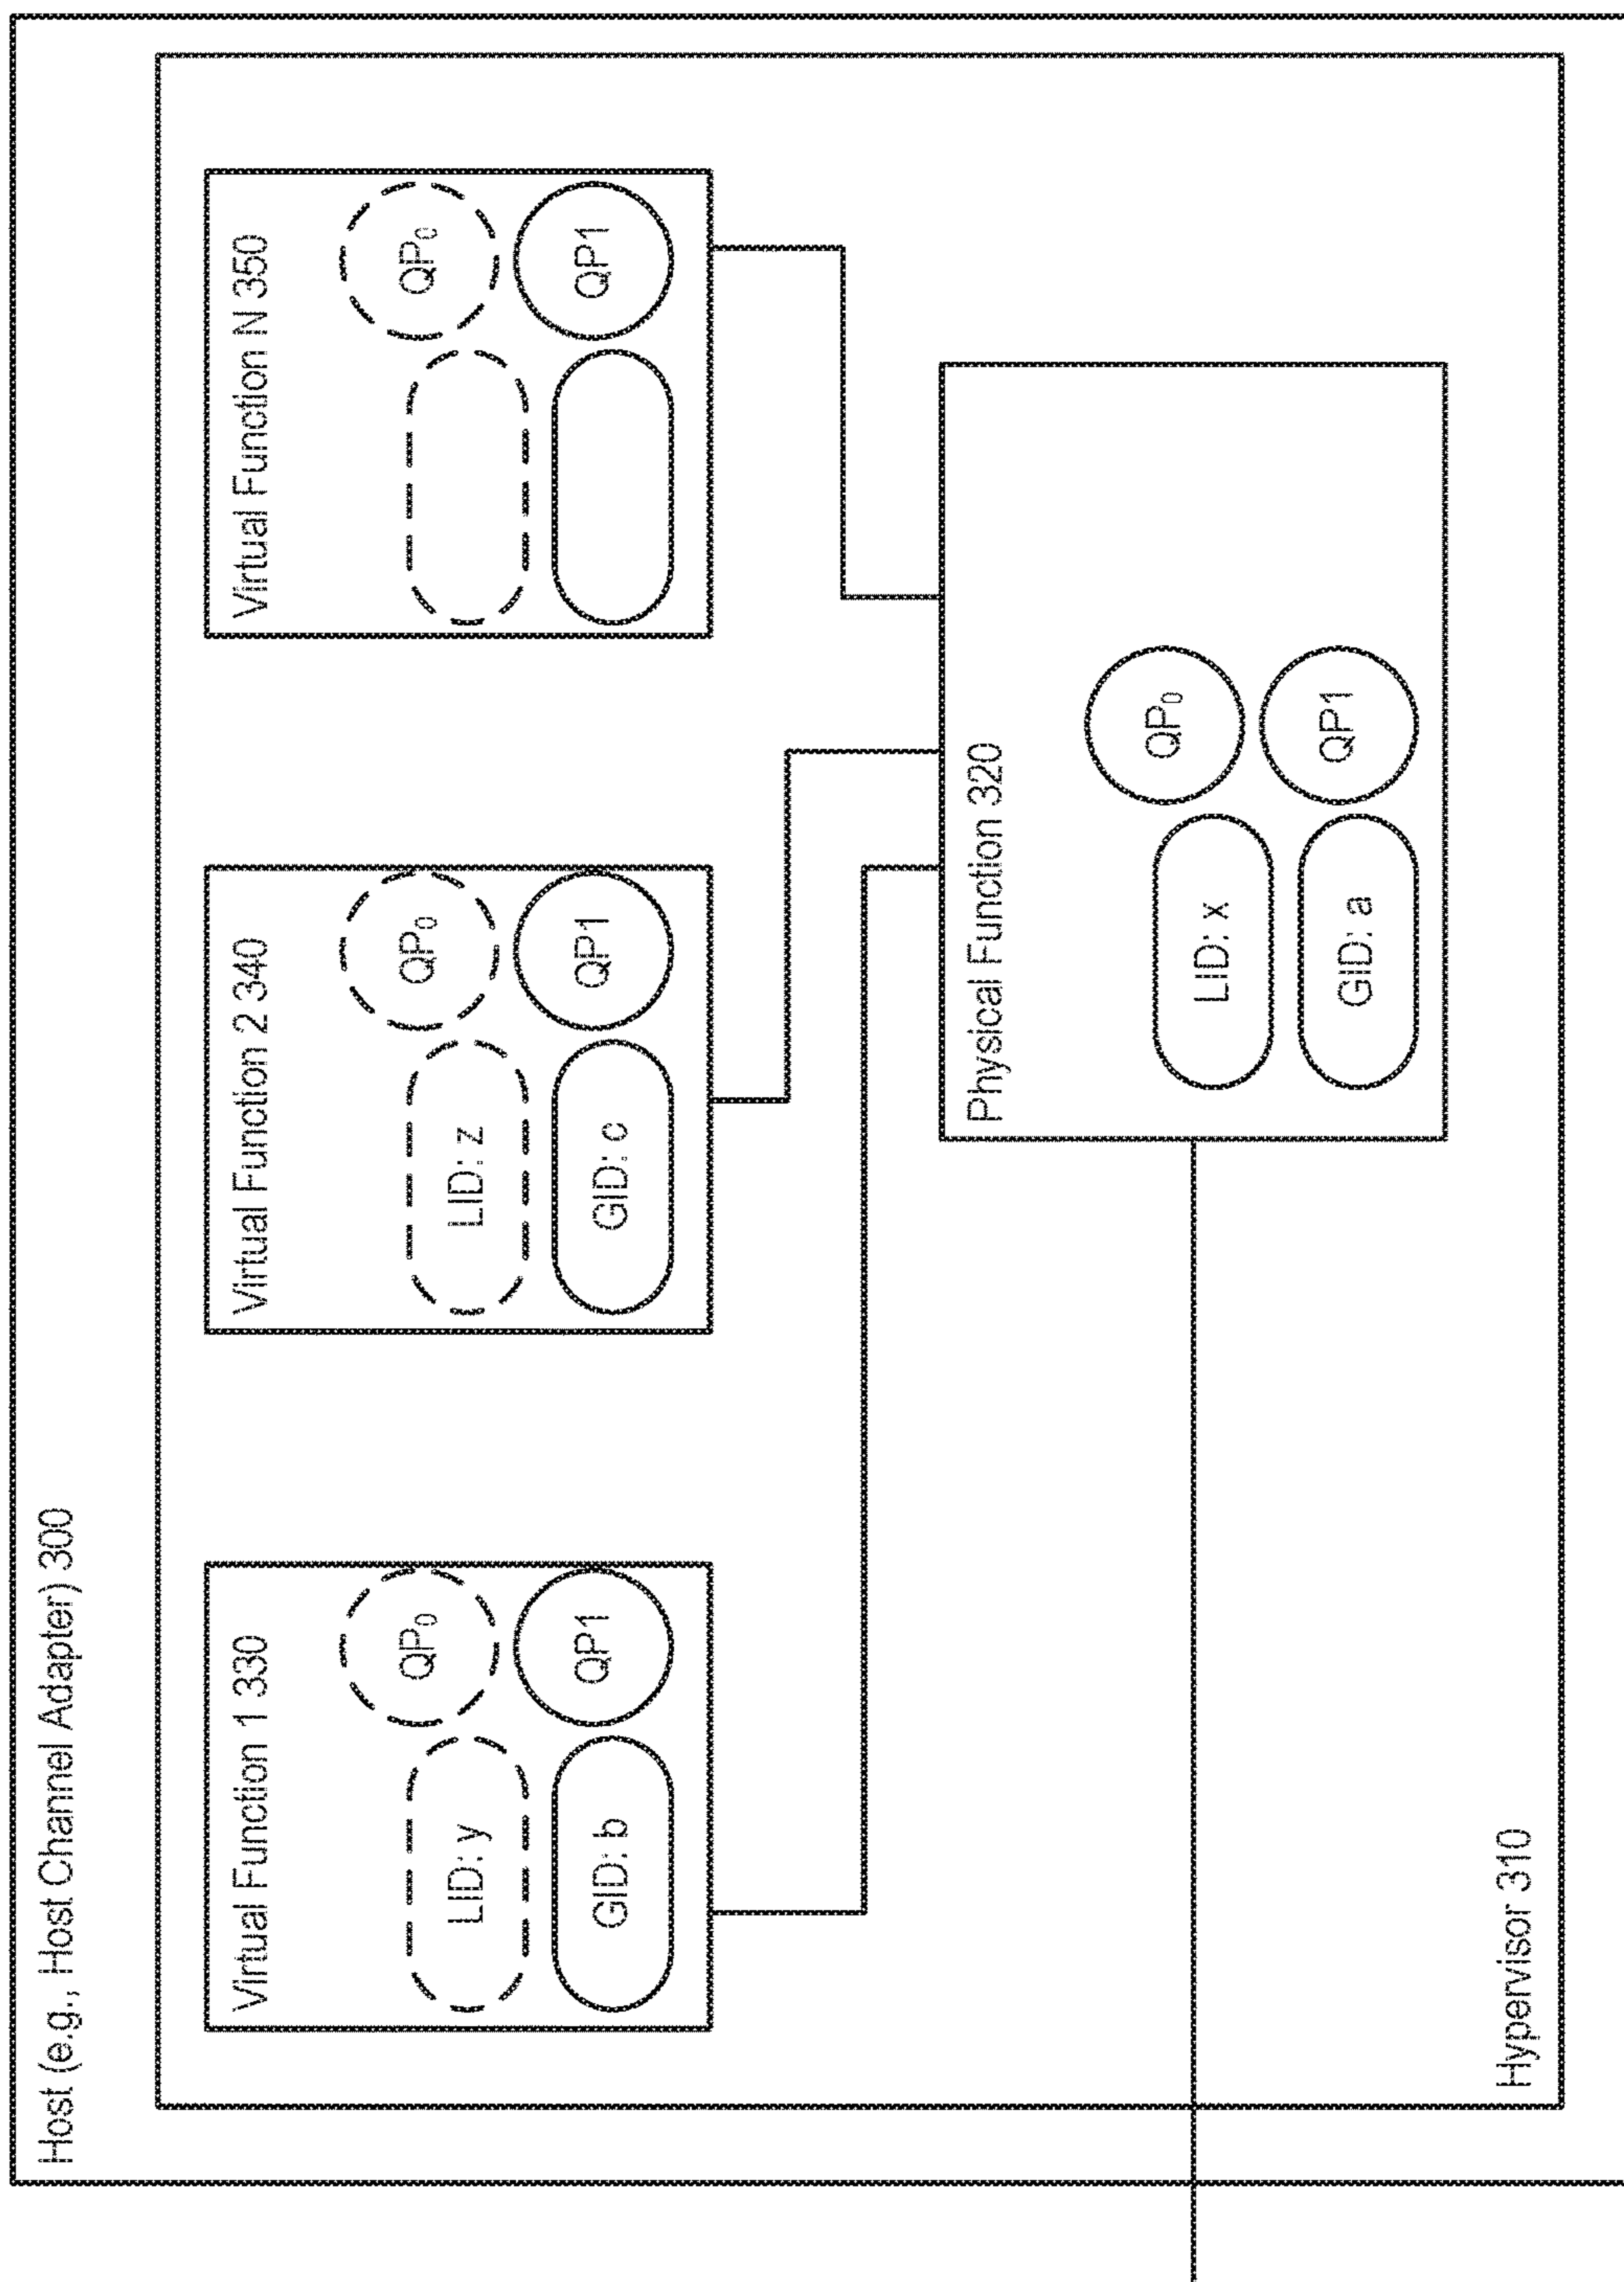 Host (e.g., Host Channel Adapter) 300
Virtual Function 1 330
QP₀
LID: y
QP1
GID: b
Virtual Function 2 340
QP₀
LID: z
QP1
GID: c
Virtual Function N 350
QP₀
QP1
Physical Function 320
QP₀
LID: x
QP1
GID: a
Hypervisor 310